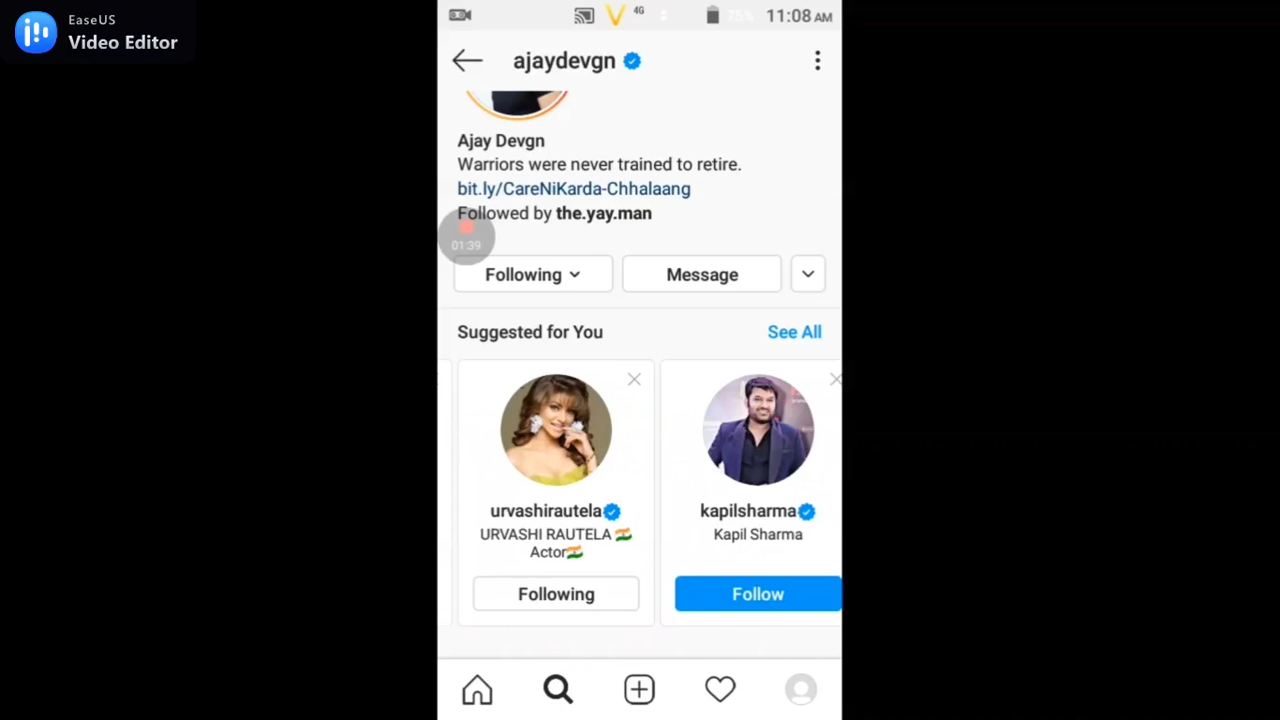 EaseUS
Video Editor
4G
75%
11:08 AM
ajaydevgn
Ajay Devgn
Warriors were never trained to retire.
bit.ly/CareNiKarda-Chhalaang
Followed by the.yay.man
01:39
Following
Message
Suggested for You
See All
urvashirautela
URVASHI RAUTELA 🇮🇳
Actor🇮🇳
Following
kapilsharma
Kapil Sharma
Follow